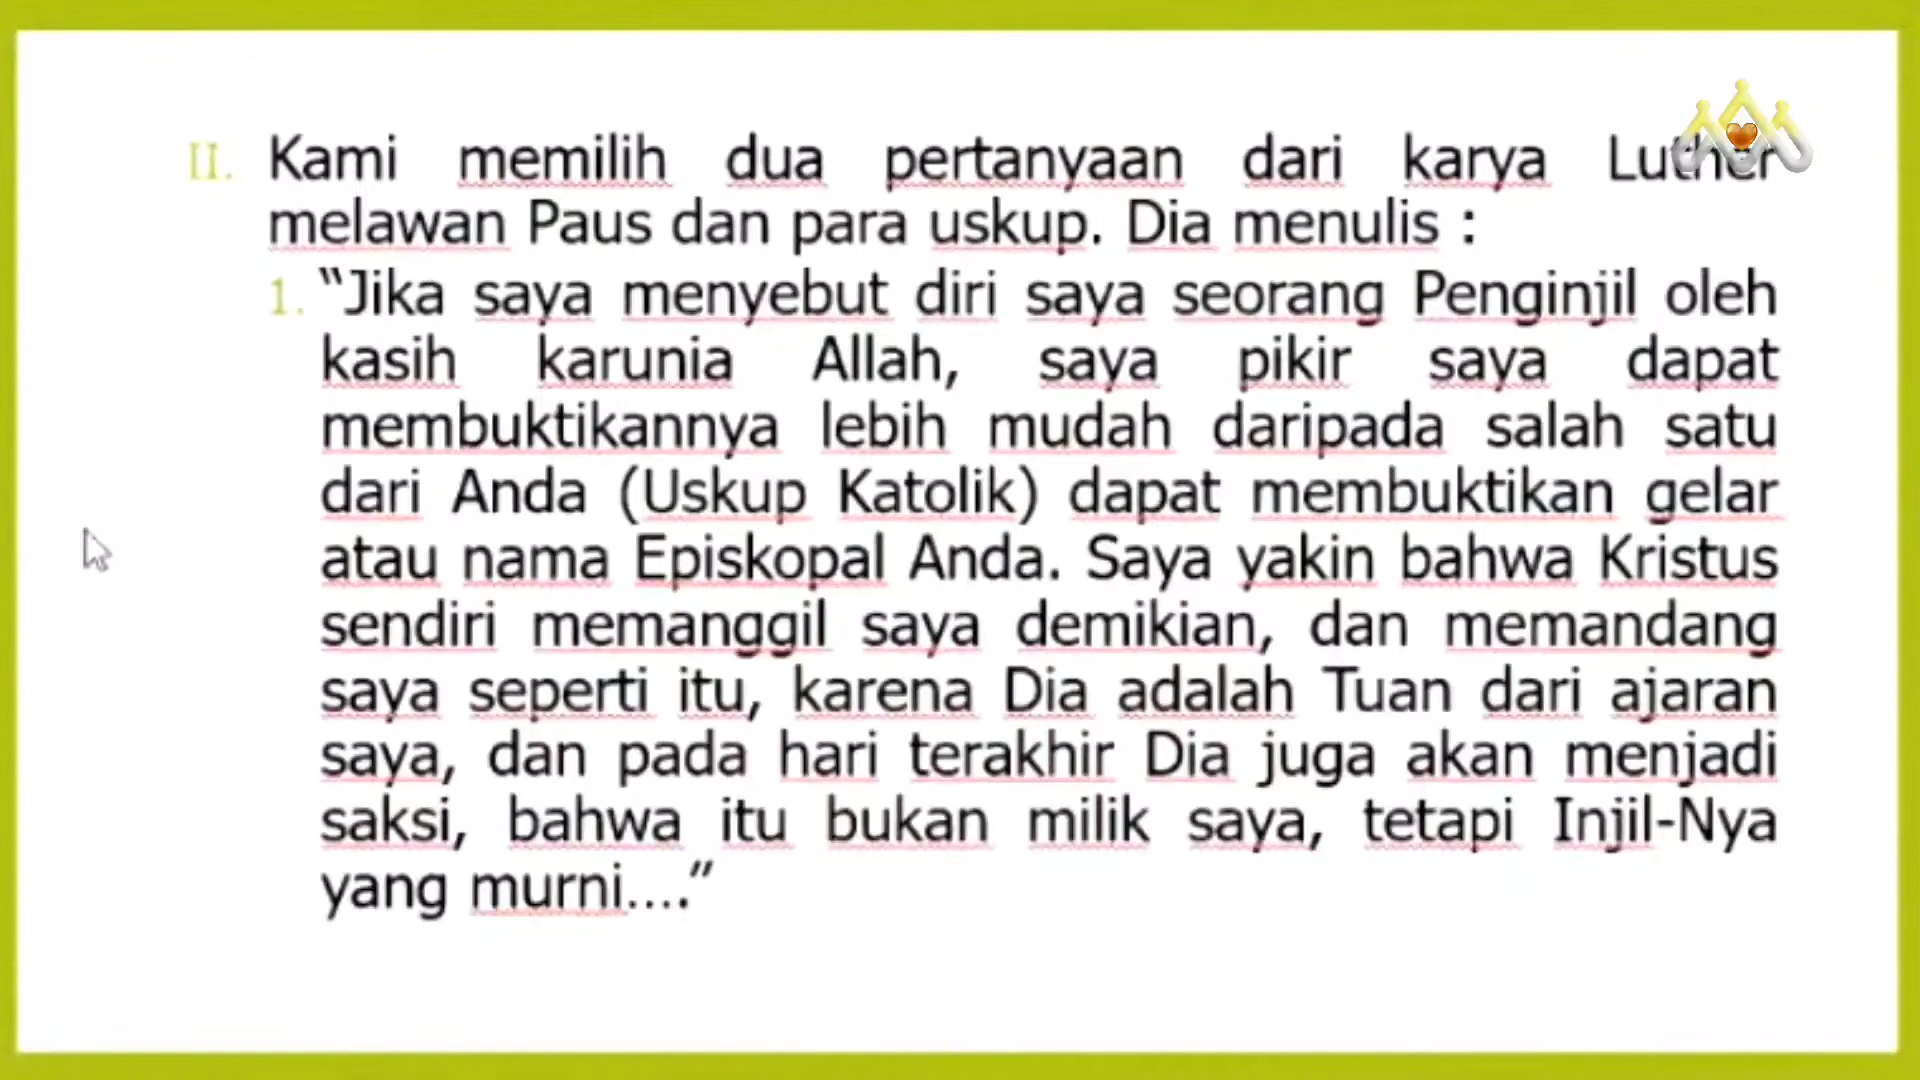 II. Kami memilih dua pertanyaan dari karya Luther
melawan Paus dan para uskup. Dia menulis :
1. “Jika saya menyebut diri saya seorang Penginjil oleh
kasih karunia Allah, saya pikir saya dapat
membuktikannya lebih mudah daripada salah satu
dari Anda (Uskup Katolik) dapat membuktikan gelar
atau nama Episkopal Anda. Saya yakin bahwa Kristus
sendiri memanggil saya demikian, dan memandang
saya seperti itu, karena Dia adalah Tuan dari ajaran
saya, dan pada hari terakhir Dia juga akan menjadi
saksi, bahwa itu bukan milik saya, tetapi Injil-Nya
yang murni....”